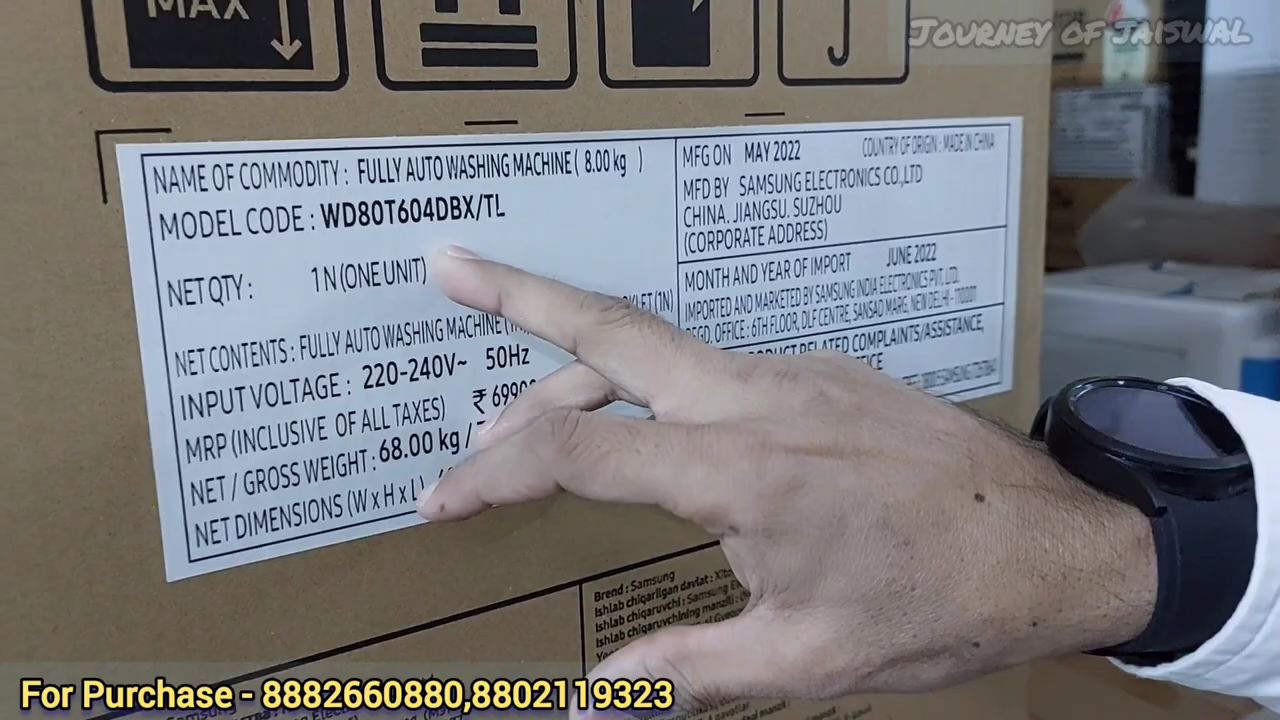 MAX
JOURNEY OF JAISWAL
NAME OF COMMODITY : FULLY AUTO WASHING MACHINE ( 8.00 kg )
MODEL CODE : WD80T604DBX/TL
NET QTY : 1 N (ONE UNIT)
NET CONTENTS : FULLY AUTO WASHING MACHINE
INPUT VOLTAGE : 220-240V~ 50Hz
MRP (INCLUSIVE OF ALL TAXES) ₹ 6990
NET / GROSS WEIGHT : 68.00 kg /
NET DIMENSIONS (W x H x L)
MFG ON MAY 2022 COUNTRY OF ORIGIN : MADE IN CHINA
MFD BY SAMSUNG ELECTRONICS CO.,LTD
CHINA. JIANGSU. SUZHOU
(CORPORATE ADDRESS)
MONTH AND YEAR OF IMPORT JUNE 2022
IMPORTED AND MARKETED BY SAMSUNG INDIA ELECTRONICS PVT. LTD.
REGD. OFFICE : 6TH FLOOR, DLF CENTRE, SANSAD MARG, NEW DELHI - 110001
PRODUCT RELATED COMPLAINTS/ASSISTANCE,
Brend : Samsung
Ishlab chiqarilgan davlat :
Ishlab chiqaruvchi : Samsung
Ishlab chiqaruvchining manzili :
For Purchase - 8882660880,8802119323